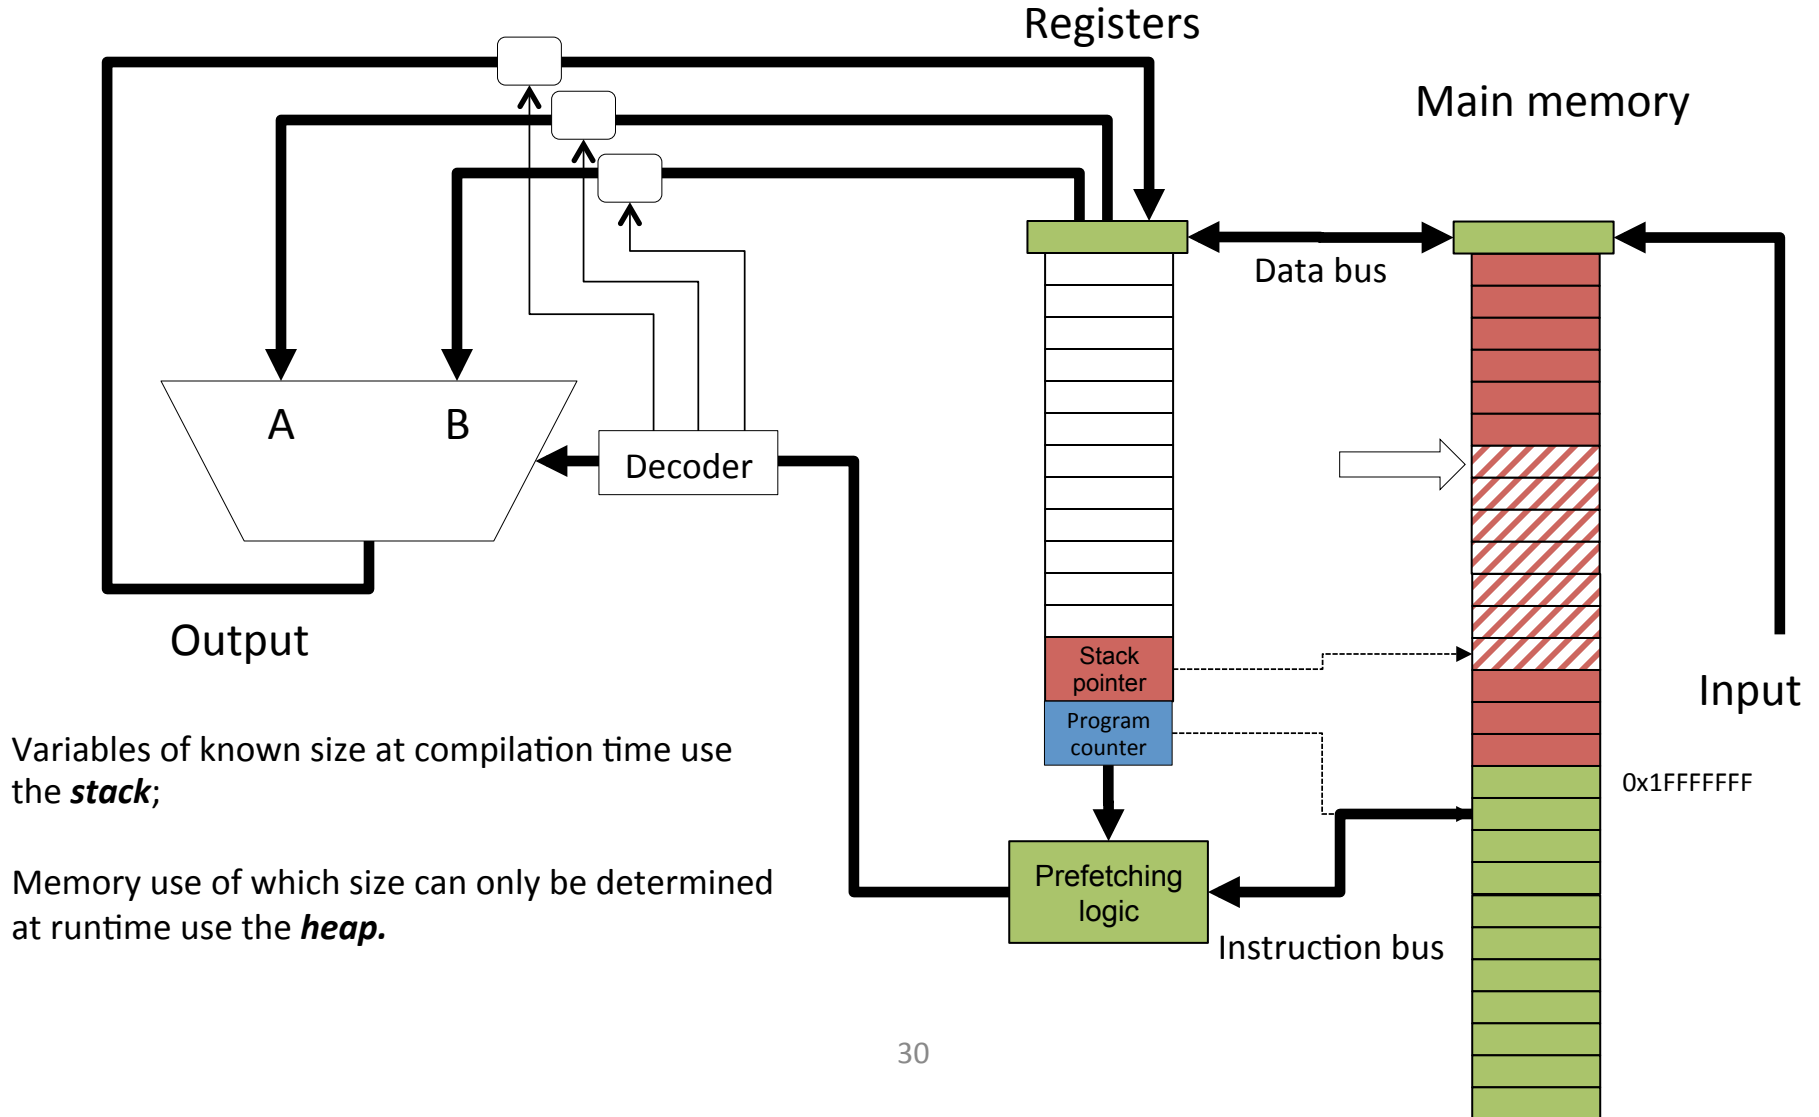 Registers
Main memory
Data bus
A
B
Decoder
Output
Stack
pointer
Program
counter
Input
Variables of known size at compilation time use
the stack;
0x1FFFFFFF
Memory use of which size can only be determined
at runtime use the heap.
Prefetching
logic
Instruction bus
30